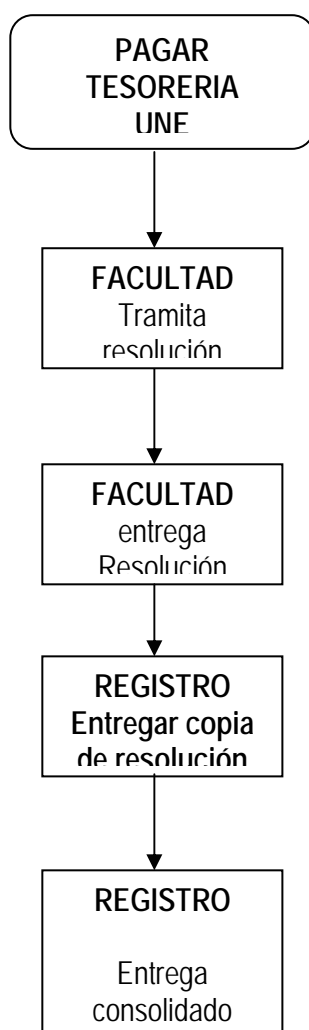 PAGAR
TESORERIA
UNE
FACULTAD
Tramita
resolución
FACULTAD
entrega
Resolución
REGISTRO
Entregar copia
de resolución
REGISTRO
Entrega
consolidado